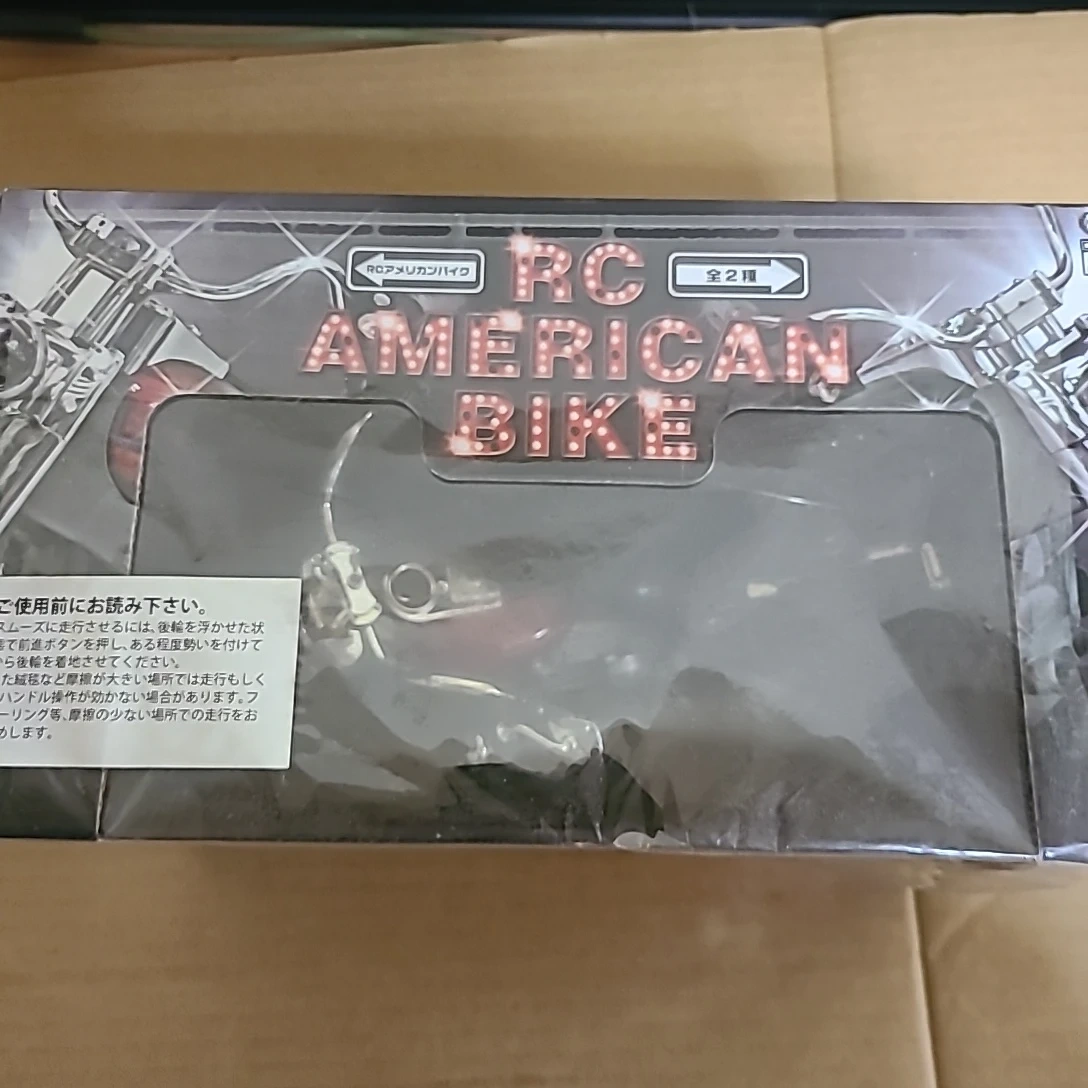 RCアメリカンバイク
RC
全2種
AMERICAN
BIKE
ご使用前にお読み下さい。
スムーズに走行させるには、後輪を浮かせた状
態で前進ボタンを押し、ある程度勢いを付けて
から後輪を着地させてください。
た絨毯など摩擦が大きい場所では走行もしく
ハンドル操作が効かない場合があります。フ
ーリング等、摩擦の少ない場所での走行をお
めします。